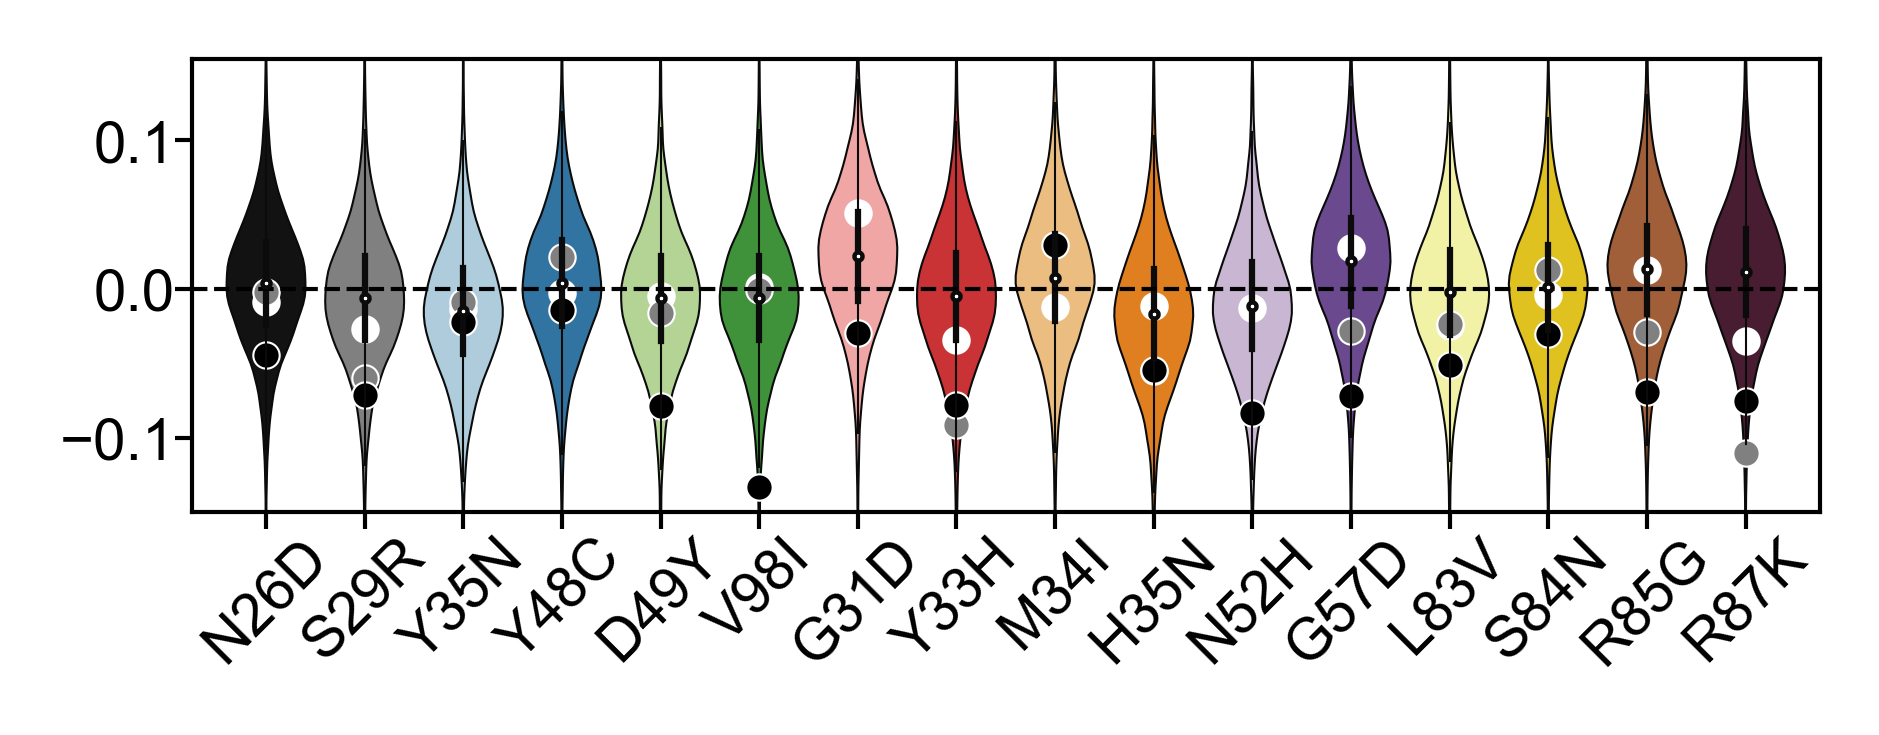 0.1
0.0
−0.1
N26D
S29R
Y35N
Y48C
D49Y
V98I
G31D
Y33H
M34I
H35N
N52H
G57D
L83V
S84N
R85G
R87K